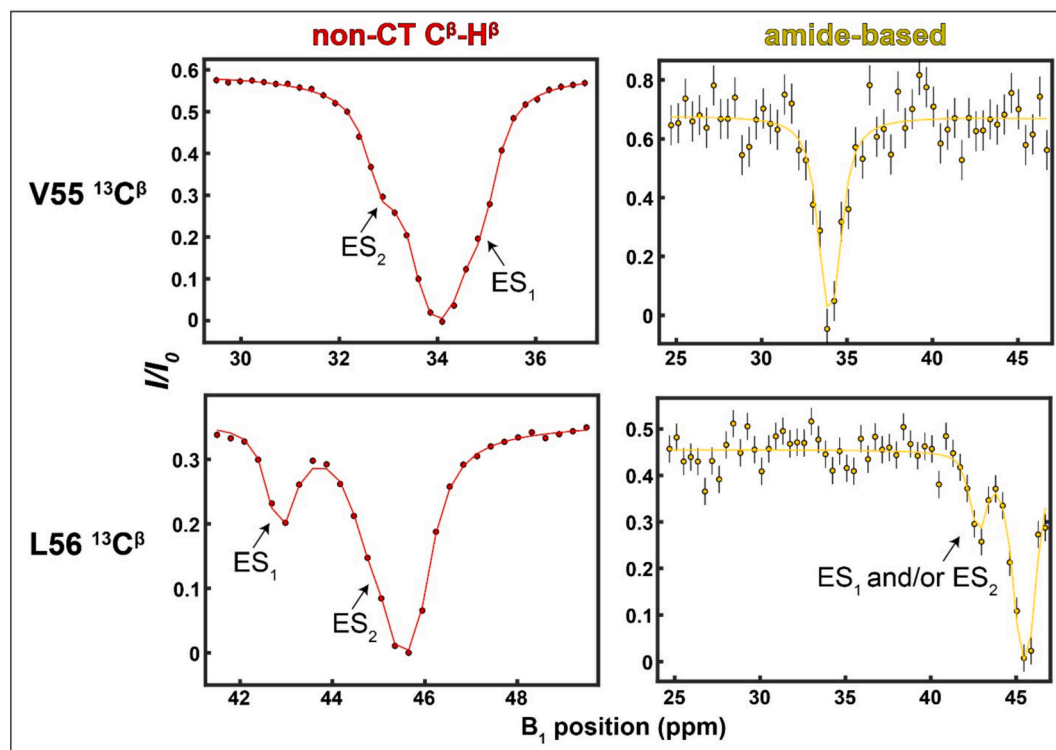 non-CT Cᵝ-Hᵝ
amide-based
V55 ¹³Cᵝ
0.6
0.5
0.4
0.3
0.2
0.1
0
30 32 34 36
ES₂
ES₁
0.8
0.6
0.4
0.2
0
25 30 35 40 45
I/I₀
L56 ¹³Cᵝ
0.3
0.2
0.1
0
42 44 46 48
ES₁
ES₂
0.5
0.4
0.3
0.2
0.1
0
25 30 35 40 45
ES₁ and/or ES₂
B₁ position (ppm)